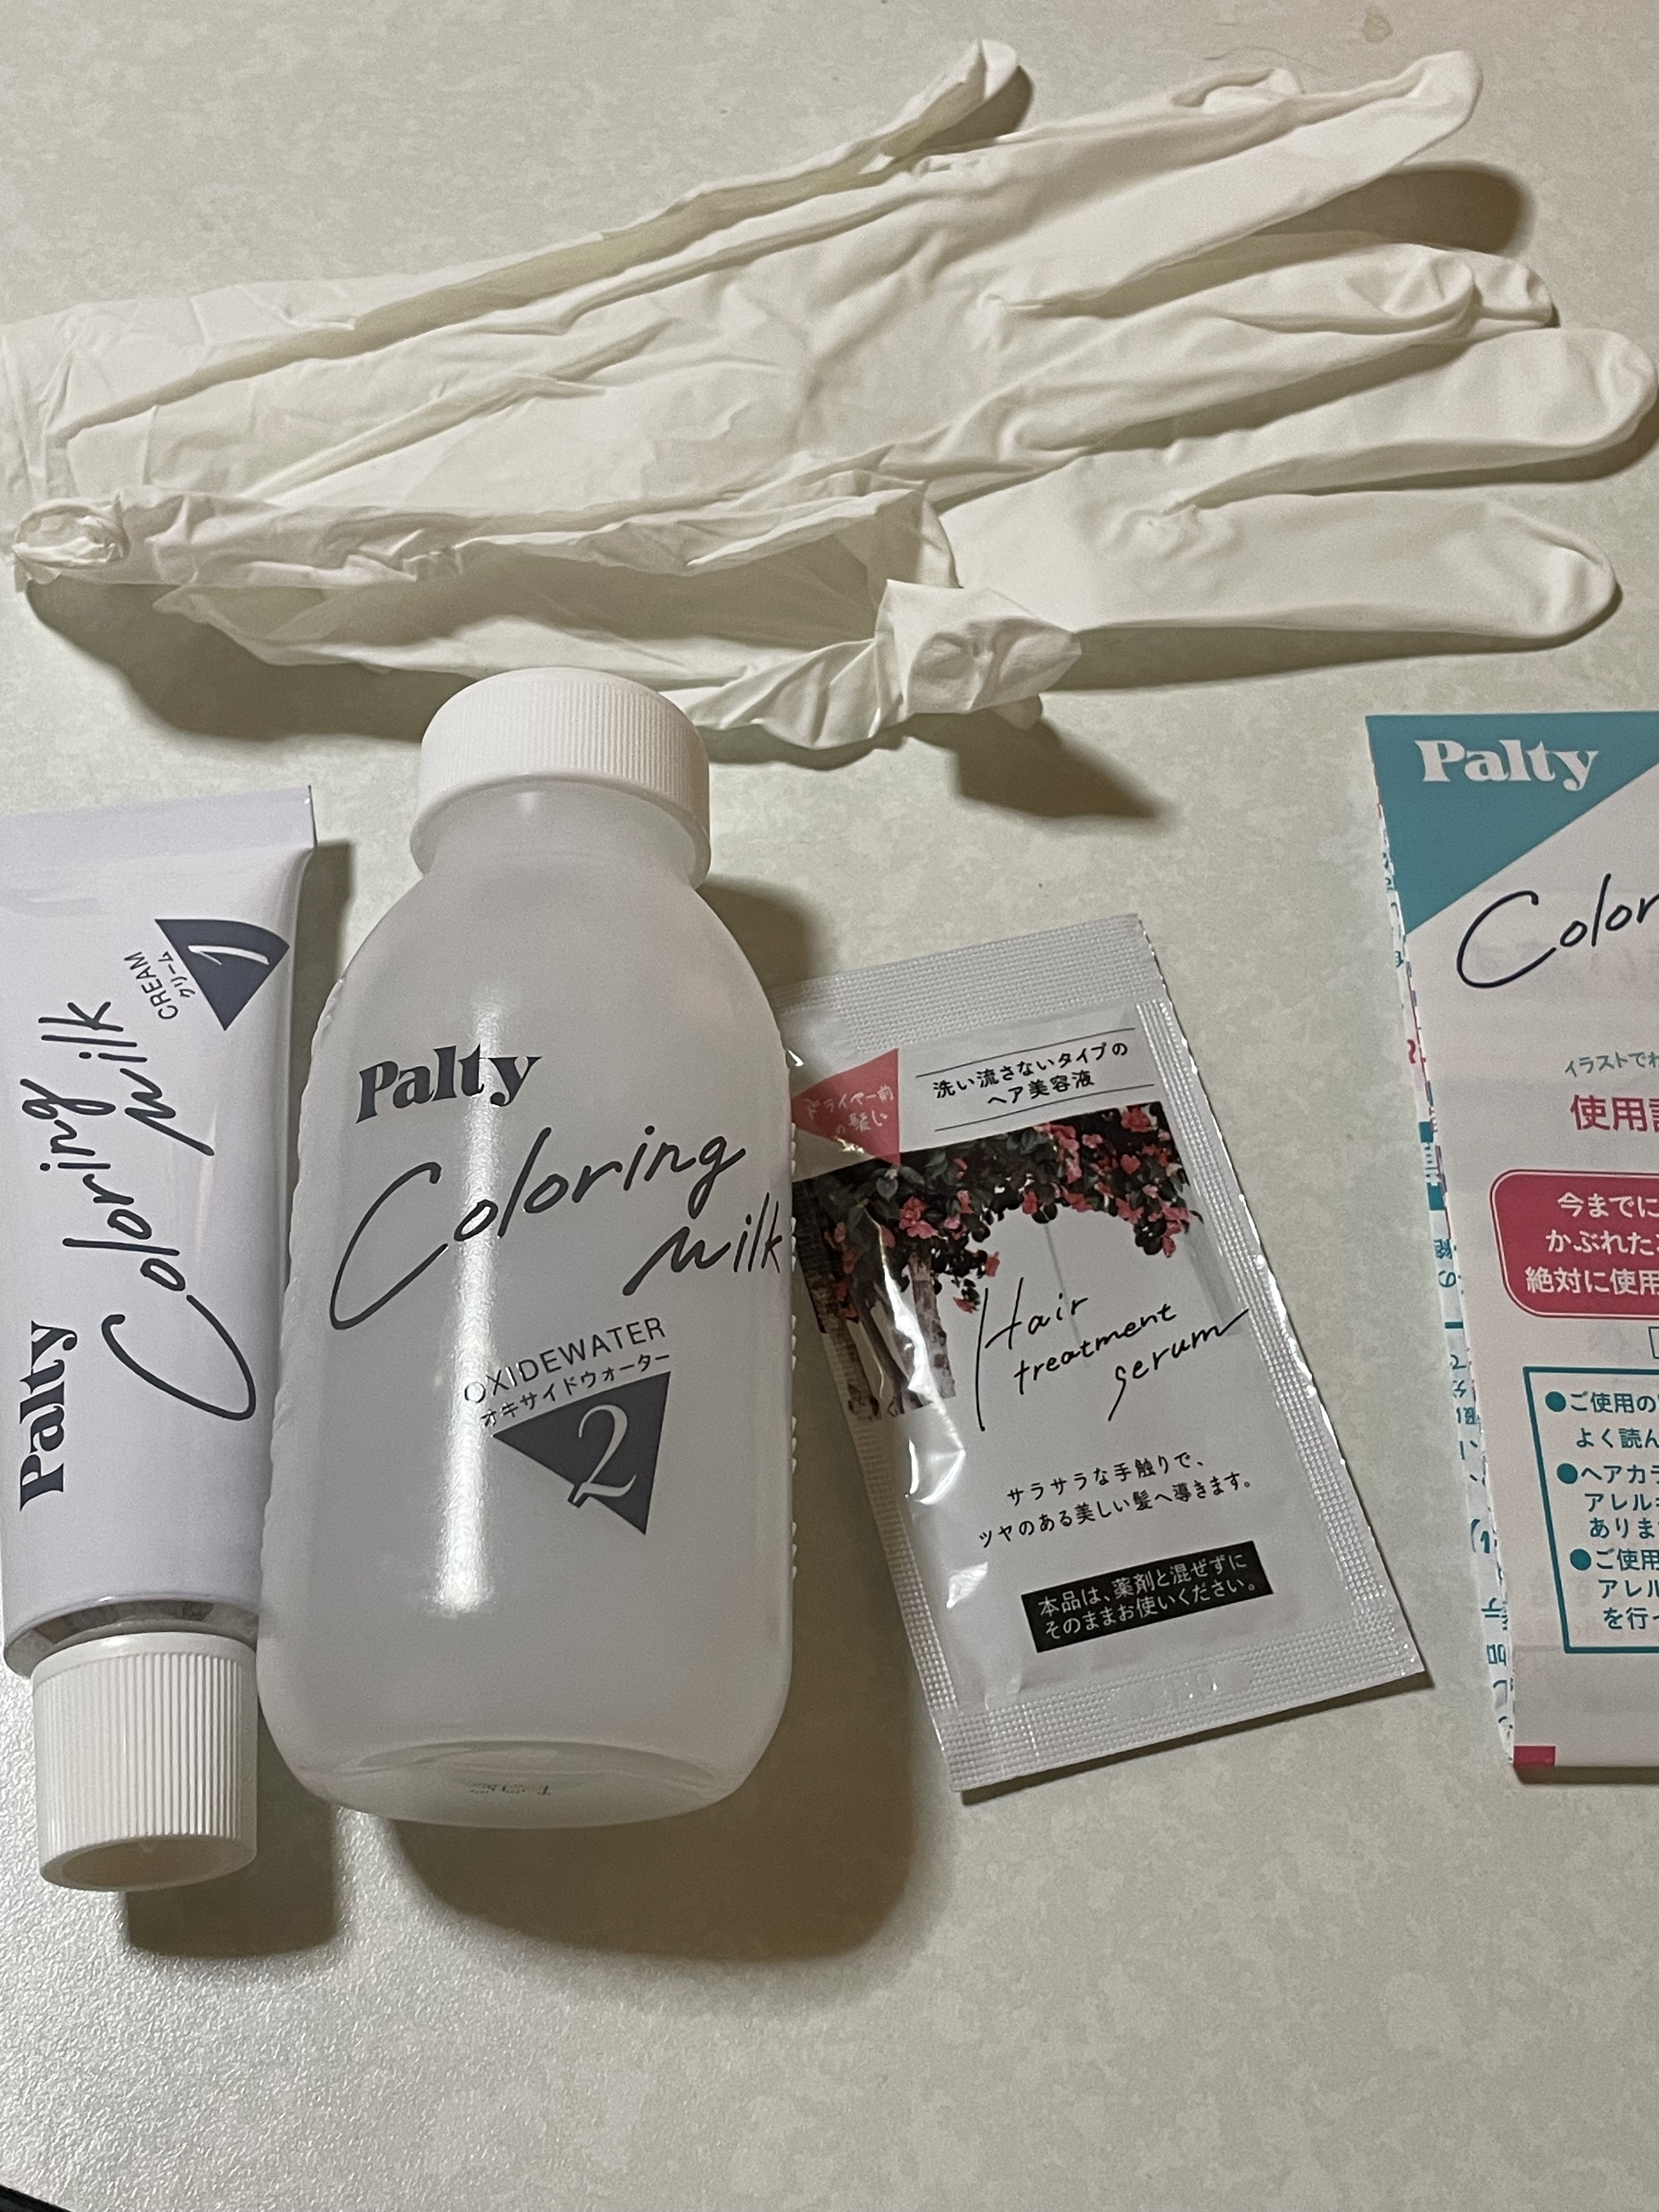 Palty
Coloring
milk
CREAM
クリーム
1
Palty
Coloring
milk
OXIDEWATER
オキサイドウォーター
2
ドライヤー前
洗い流さないタイプの
ヘア美容液
Hair
treatment
serum
サラサラな手触りで、
ツヤのある美しい髪へ導きます。
本品は、薬剤と混ぜずに
そのままお使いください。
Palty
Color
イラストで
使用
今までに
かぶれた
絶対に使用
●ご使用の
よく読ん
●ヘアカラ
アレル
ありま
●ご使用
アレル
を行っ